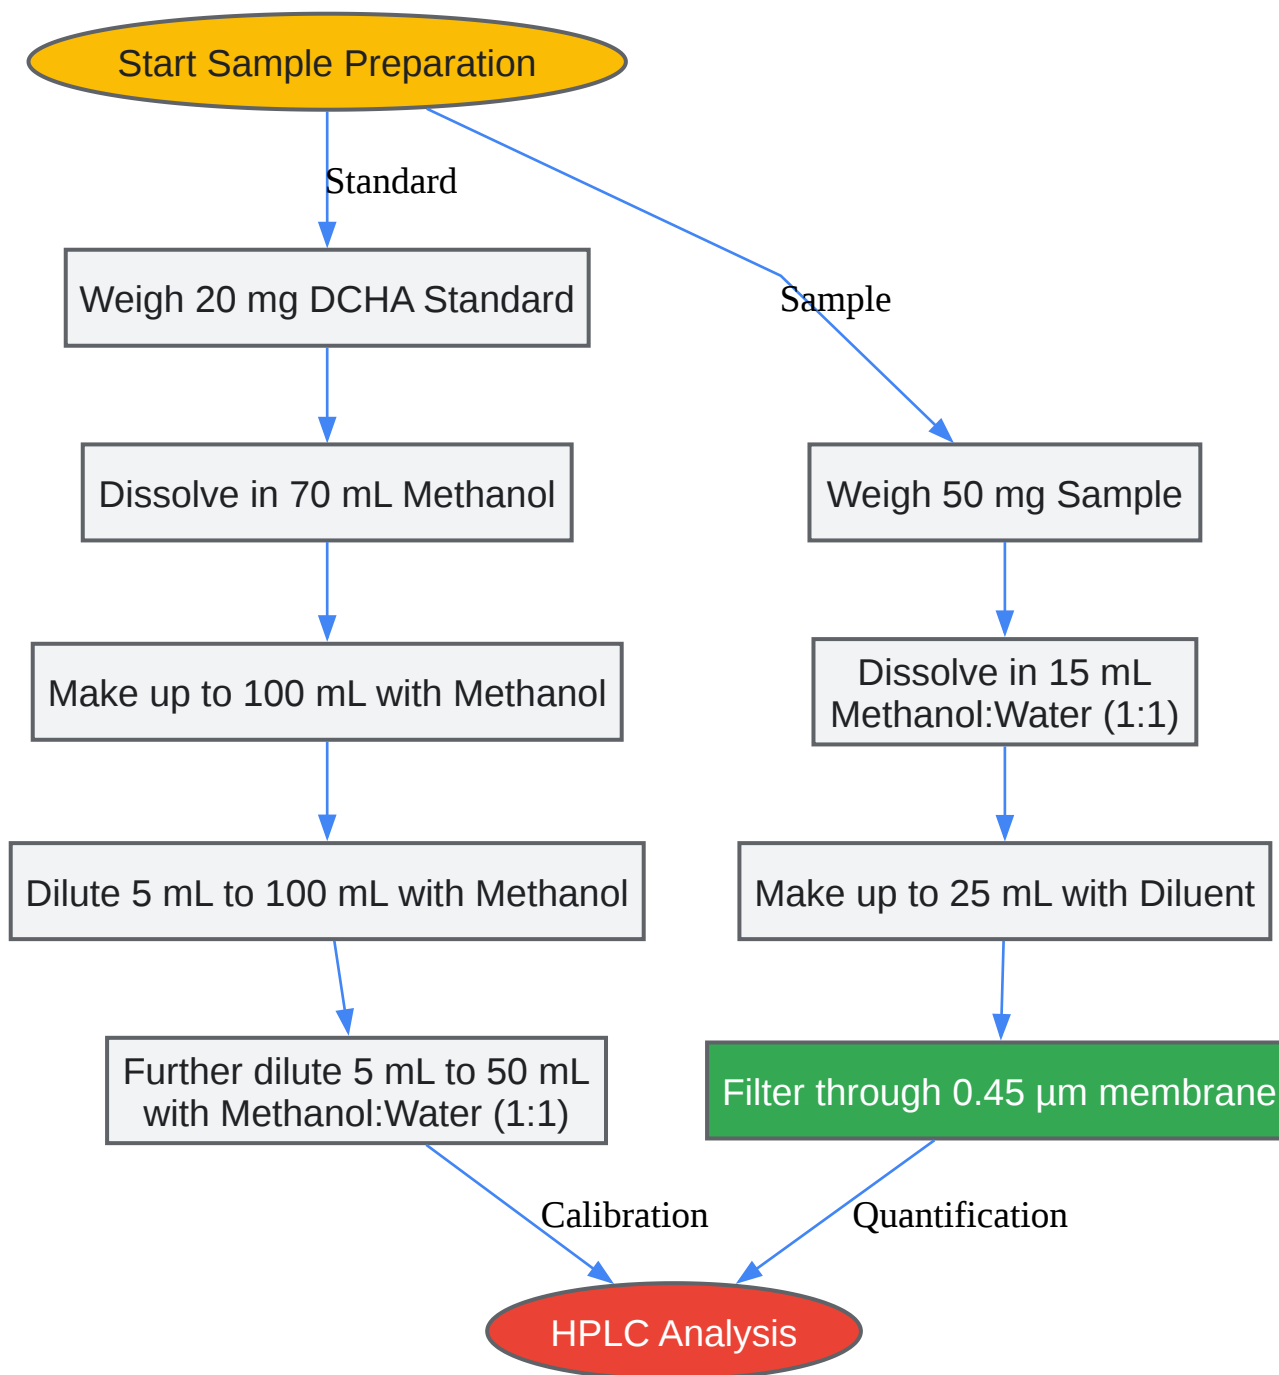 Start Sample Preparation
Standard
Sample
Weigh 20 mg DCHA Standard
Dissolve in 70 mL Methanol
Weigh 50 mg Sample
Make up to 100 mL with Methanol
Dissolve in 15 mL
Methanol:Water (1:1)
Dilute 5 mL to 100 mL with Methanol
Make up to 25 mL with Diluent
Further dilute 5 mL to 50 mL
with Methanol:Water (1:1)
Filter through 0.45 µm membrane
Calibration
Quantification
HPLC Analysis